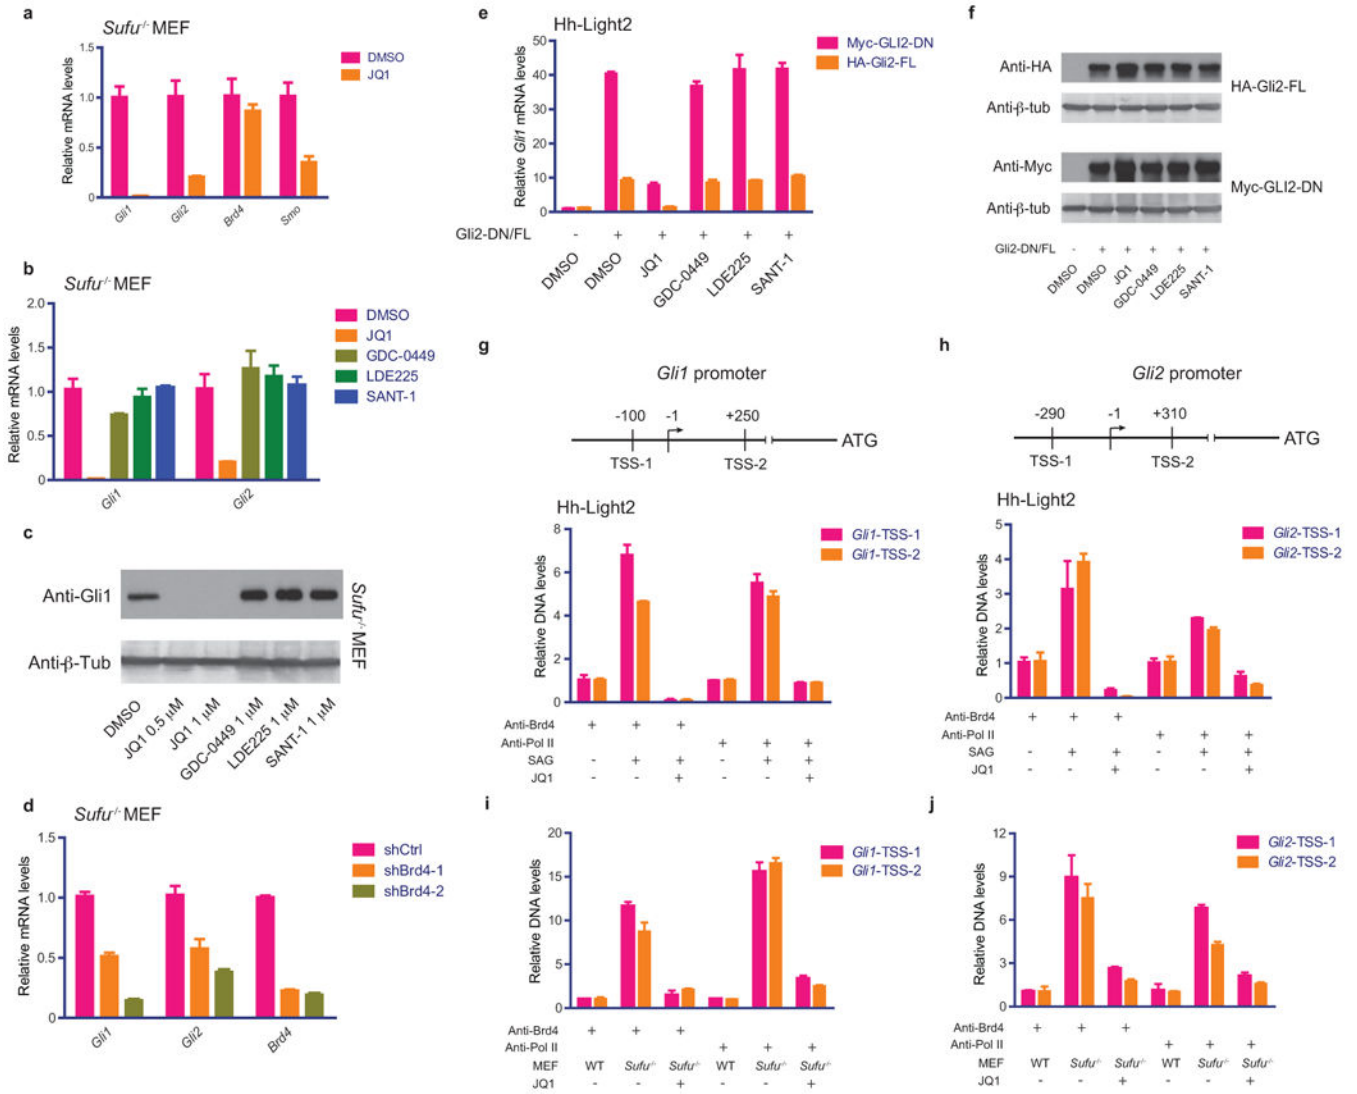 a
Sufu-/- MEF
Relative mRNA levels
1.5
1.0
0.5
0
DMSO
JQ1
Gli1 Gli2 Brd4 Smo
b
Sufu-/- MEF
Relative mRNA levels
2.0
1.5
1.0
0.5
0
DMSO
JQ1
GDC-0449
LDE225
SANT-1
Gli1 Gli2
c
Anti-Gli1
Anti-β-Tub
Sufu-/- MEF
DMSO
JQ1 0.5 μM
JQ1 1 μM
GDC-0449 1 μM
LDE225 1 μM
SANT-1 1 μM
d
Sufu-/- MEF
Relative mRNA levels
1.5
1.0
0.5
0
shCtrl
shBrd4-1
shBrd4-2
Gli1 Gli2 Brd4
e
Hh-Light2
Relative Gli1 mRNA levels
50
40
30
20
10
0
Myc-GLI2-DN
HA-Gli2-FL
Gli2-DN/FL - + + + + +
DMSO DMSO JQ1 GDC-0449 LDE225 SANT-1
f
Anti-HA
Anti-β-tub
HA-Gli2-FL
Anti-Myc
Anti-β-tub
Myc-GLI2-DN
Gli2-DN/FL - + + + + +
DMSO DMSO JQ1 GDC-0449 LDE225 SANT-1
g
Gli1 promoter
-100 -1 +250
TSS-1 TSS-2 ATG
Hh-Light2
Relative DNA levels
8
6
4
2
0
Gli1-TSS-1
Gli1-TSS-2
Anti-Brd4 + + +
Anti-Pol II + + +
SAG - + + - + +
JQ1 - - + - - +
h
Gli2 promoter
-290 -1 +310
TSS-1 TSS-2 ATG
Hh-Light2
Relative DNA levels
5
4
3
2
1
0
Gli2-TSS-1
Gli2-TSS-2
Anti-Brd4 + + +
Anti-Pol II + + +
SAG - + + - + +
JQ1 - - + - - +
i
Relative DNA levels
20
15
10
5
0
Gli1-TSS-1
Gli1-TSS-2
Anti-Brd4 + + +
Anti-Pol II + + +
MEF WT Sufu-/- Sufu-/- WT Sufu-/- Sufu-/-
JQ1 - - + - - +
j
Relative DNA levels
12
9
6
3
0
Gli2-TSS-1
Gli2-TSS-2
Anti-Brd4 + + +
Anti-Pol II + + +
MEF WT Sufu-/- Sufu-/- WT Sufu-/- Sufu-/-
JQ1 - - + - - +